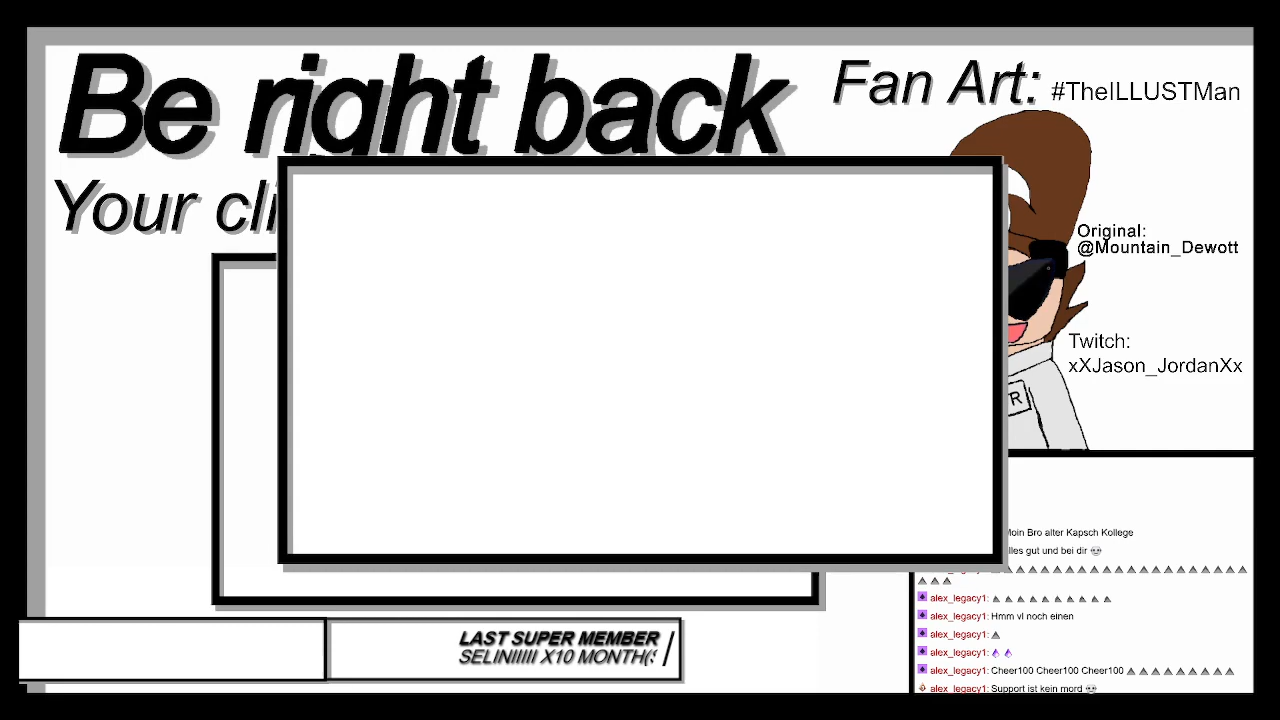 Be right back
Fan Art: #TheILLUSTMan
Your cli
Original:
@Mountain_Dewott
Twitch:
xXJason_JordanXx
R
Moin Bro alter Kapsch Kollege
lles gut und bei dir
alex_legacy1:
alex_legacy1: Hmm vl noch einen
alex_legacy1:
alex_legacy1:
alex_legacy1: Cheer100 Cheer100 Cheer100
alex_legacy1: Support ist kein mord
LAST SUPER MEMBER
SELINIIIII X10 MONTH(S